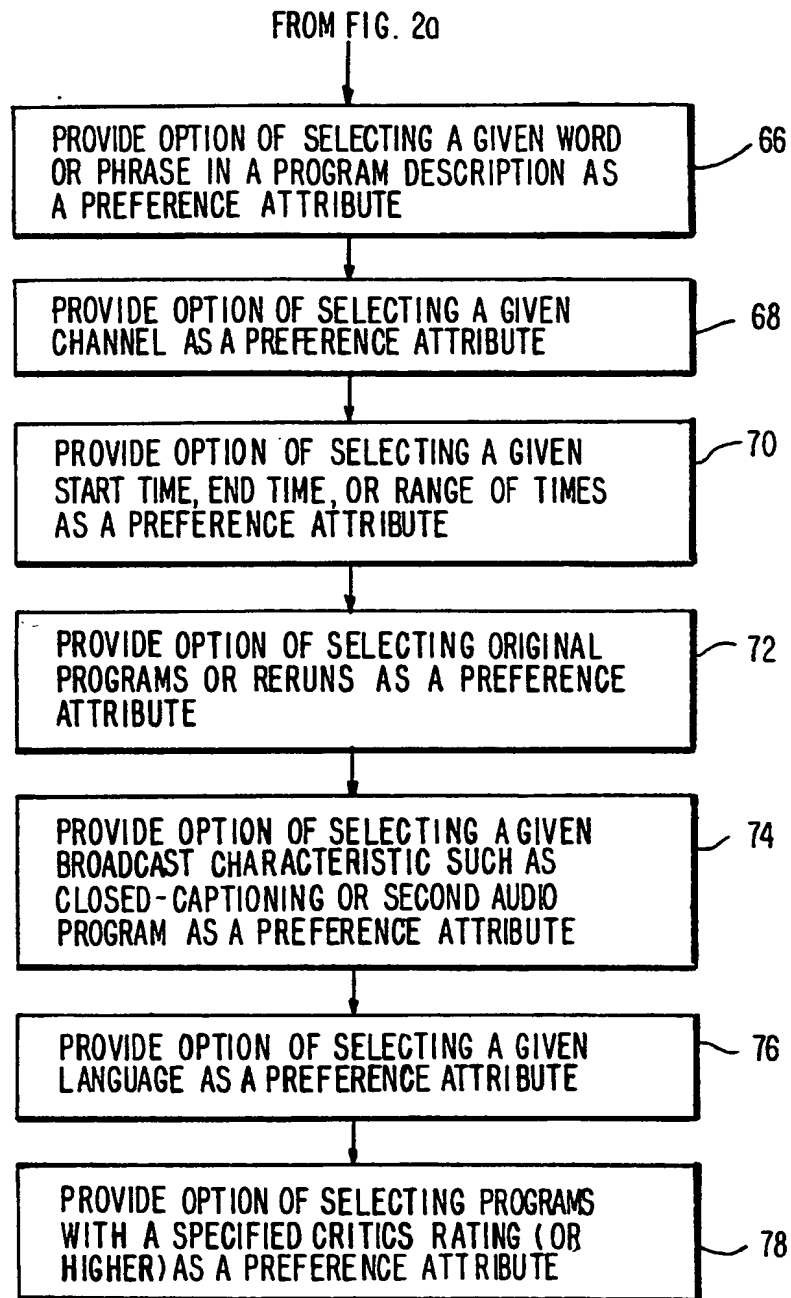 FROM FIG. 2a
PROVIDE OPTION OF SELECTING A GIVEN WORD
OR PHRASE IN A PROGRAM DESCRIPTION AS
A PREFERENCE ATTRIBUTE
66
PROVIDE OPTION OF SELECTING A GIVEN
CHANNEL AS A PREFERENCE ATTRIBUTE
68
PROVIDE OPTION OF SELECTING A GIVEN
START TIME, END TIME, OR RANGE OF TIMES
AS A PREFERENCE ATTRIBUTE
70
PROVIDE OPTION OF SELECTING ORIGINAL
PROGRAMS OR RERUNS AS A PREFERENCE
ATTRIBUTE
72
PROVIDE OPTION OF SELECTING A GIVEN
BROADCAST CHARACTERISTIC SUCH AS
CLOSED-CAPTIONING OR SECOND AUDIO
PROGRAM AS A PREFERENCE ATTRIBUTE
74
PROVIDE OPTION OF SELECTING A GIVEN
LANGUAGE AS A PREFERENCE ATTRIBUTE
76
PROVIDE OPTION OF SELECTING PROGRAMS
WITH A SPECIFIED CRITICS RATING (OR
HIGHER) AS A PREFERENCE ATTRIBUTE
78